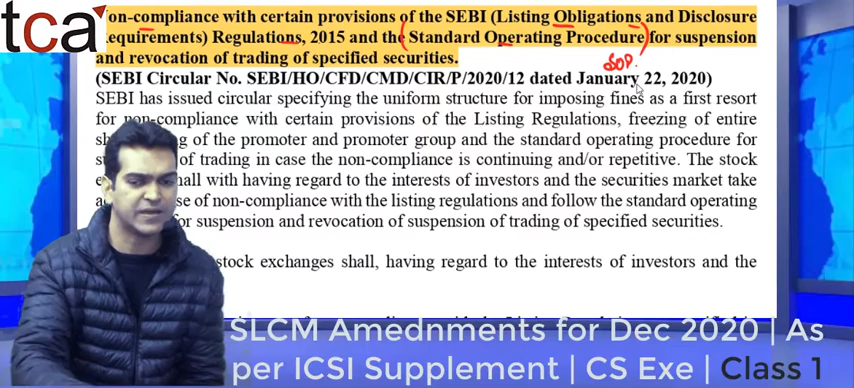 tca
on-compliance with certain provisions of the SEBI (Listing Obligations and Disclosure
equirements) Regulations, 2015 and the (Standard Operating Procedure) for suspension
and revocation of trading of specified securities.
SOP.
(SEBI Circular No. SEBI/HO/CFD/CMD/CIR/P/2020/12 dated January 22, 2020)
SEBI has issued circular specifying the uniform structure for imposing fines as a first resort
for non-compliance with certain provisions of the Listing Regulations, freezing of entire
of the promoter and promoter group and the standard operating procedure for
of trading in case the non-compliance is continuing and/or repetitive. The stock
hall with having regard to the interests of investors and the securities market take
se of non-compliance with the listing regulations and follow the standard operating
or suspension and revocation of suspension of trading of specified securities.
stock exchanges shall, having regard to the interests of investors and the
SLCM Amednments for Dec 2020 | As
per ICSI Supplement | CS Exe | Class 1